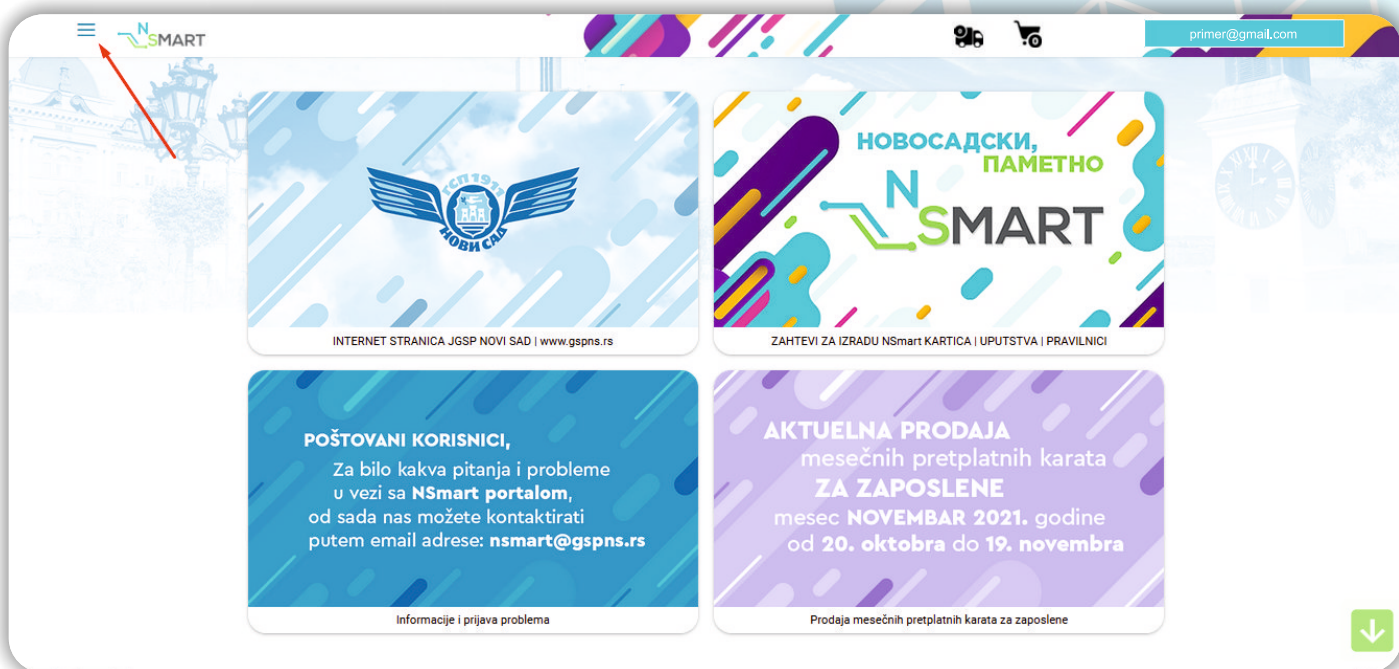 NSMART
primer@gmail.com
ГСП 1911
НОВИ САД
INTERNET STRANICA JGSP NOVI SAD | www.gspns.rs
НОВОСАДСКИ,
ПАМЕТНО
NSMART
ZAHTEVI ZA IZRADU NSmart KARTICA | UPUTSTVA | PRAVILNICI
POŠTOVANI KORISNICI,
Za bilo kakva pitanja i probleme
u vezi sa NSmart portalom,
od sada nas možete kontaktirati
putem email adrese: nsmart@gspns.rs
Informacije i prijava problema
AKTUELNA PRODAJA
mesečnih pretplatnih karata
ZA ZAPOSLENE
mesec NOVEMBAR 2021. godine
od 20. oktobra do 19. novembra
Prodaja mesečnih pretplatnih karata za zaposlene